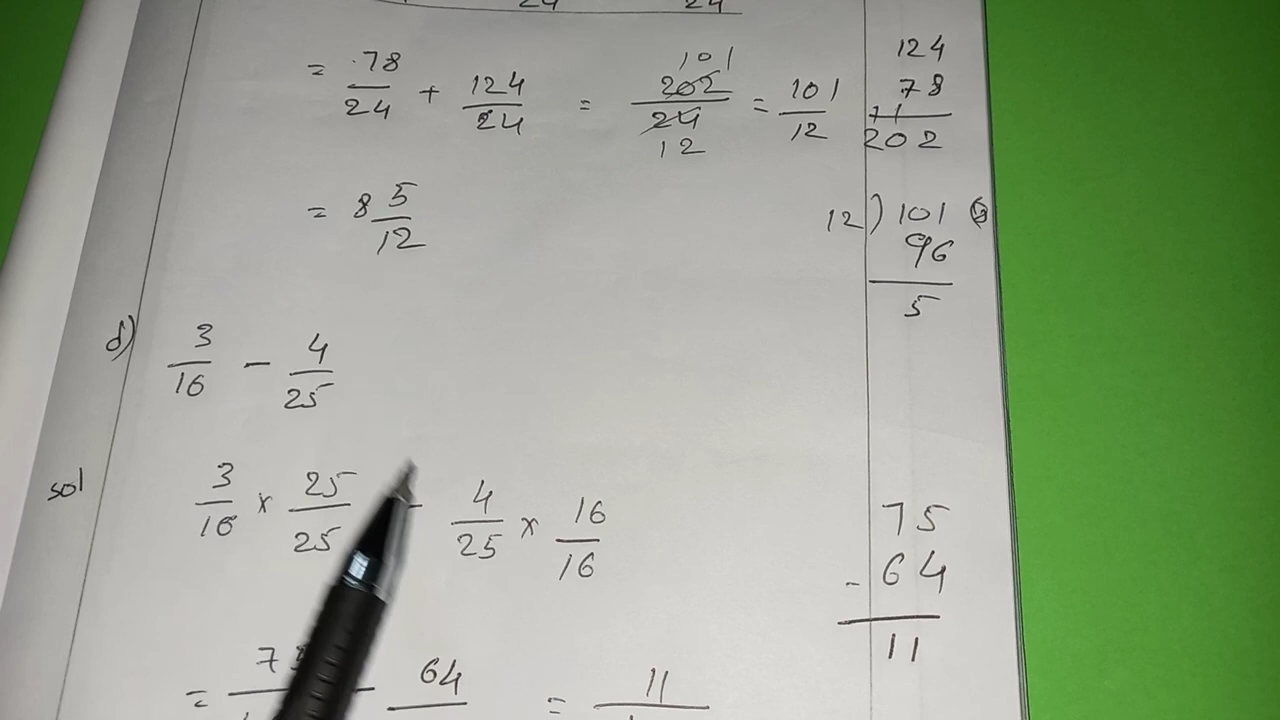 24 24
= 78/24 + 124/24 = 202/24 = 101/12
101
12
= 8 5/12
124
78
11
202
12 ) 101
96
5
d) 3/16 - 4/25
sol 3/16 × 25/25 - 4/25 × 16/16
75
- 64
11
= 64 = 11